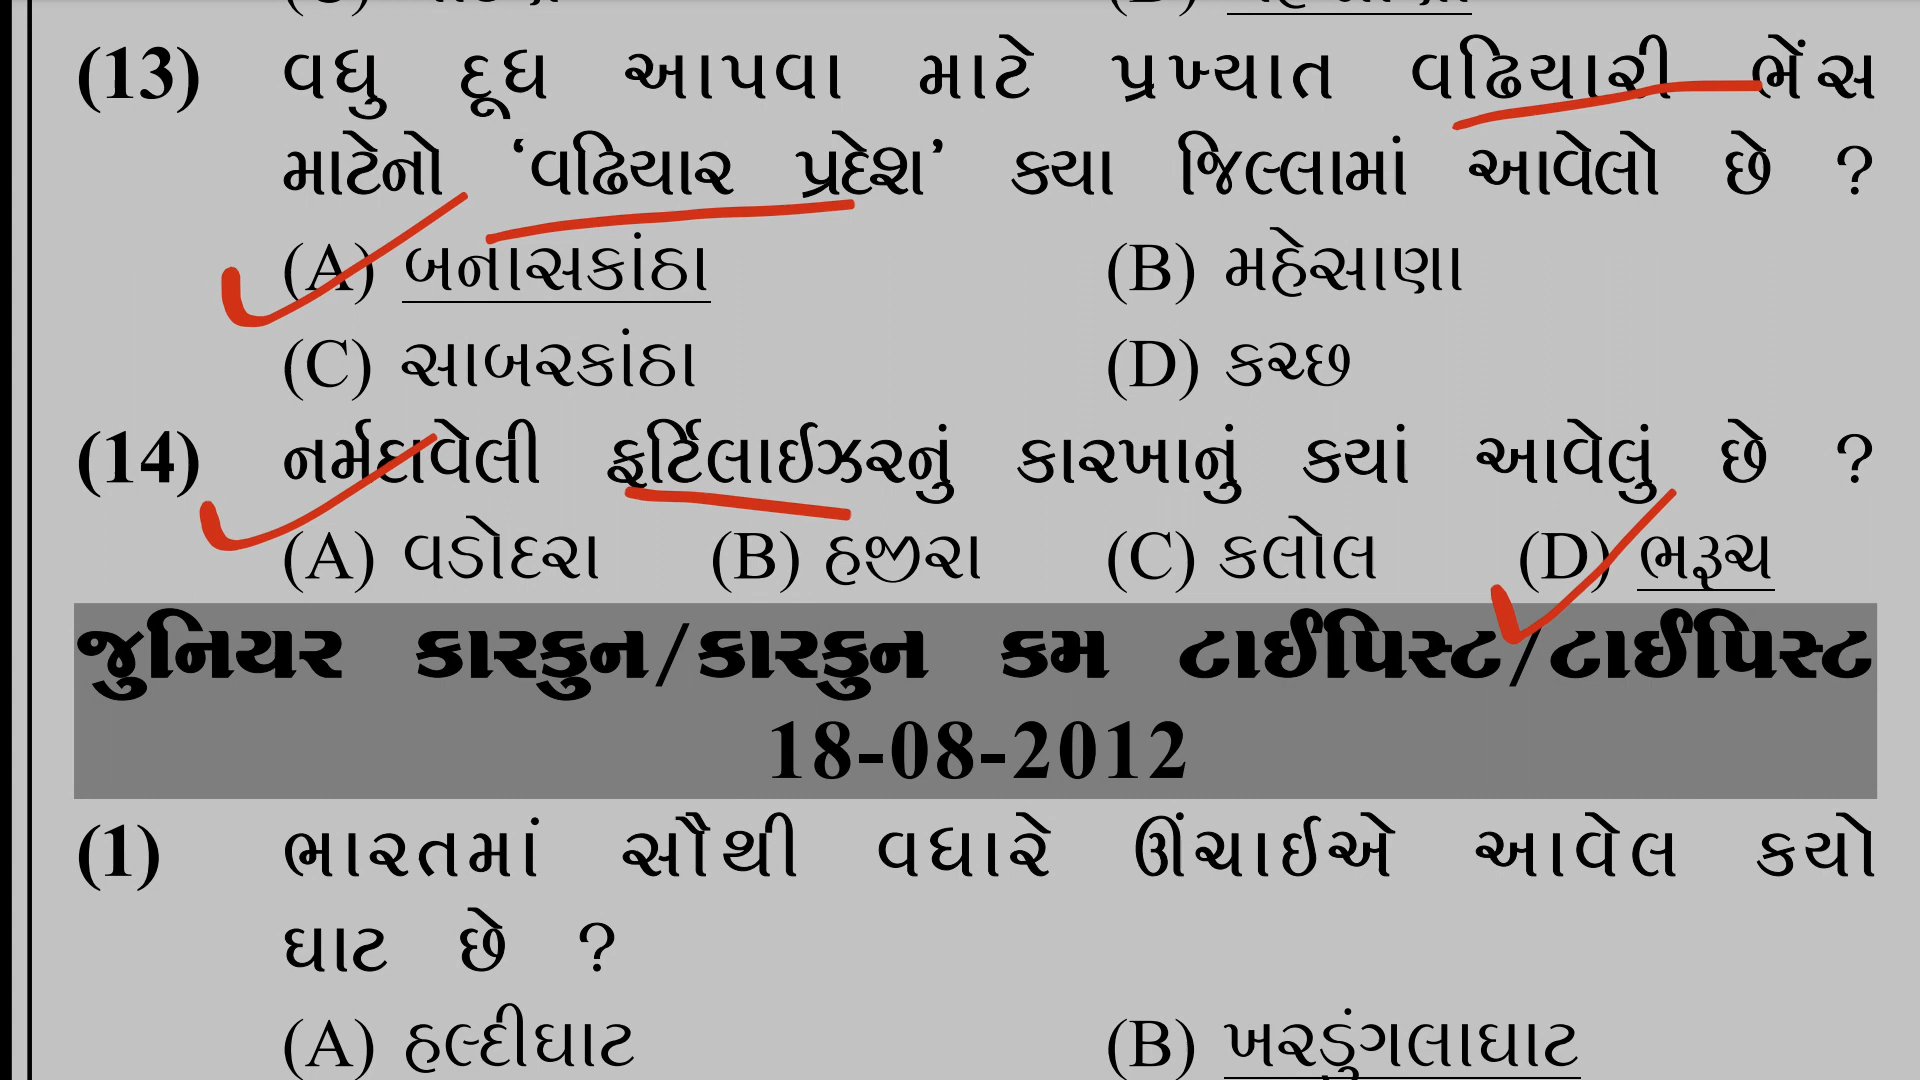 (13) વધુ દૂધ આપવા માટે પ્રખ્યાત વઢિયારી ભેંસ
માટેનો ‘વઢિયાર પ્રદેશ’ ક્યા જિલ્લામાં આવેલો છે ?
(A) બનાસકાંઠા (B) મહેસાણા
(C) સાબરકાંઠા (D) કચ્છ
(14) નર્મદાવેલી ફર્ટિલાઈઝરનું કારખાનું કયાં આવેલું છે ?
(A) વડોદરા (B) હજીરા (C) કલોલ (D) ભરૂચ
જુનિયર કારકુન/કારકુન કમ ટાઈપિસ્ટ/ટાઈપિસ્ટ
18-08-2012
(1) ભારતમાં સૌથી વધારે ઊંચાઈએ આવેલ કયો
ઘાટ છે ?
(A) હલ્દીઘાટ (B) ખરડુંગલાઘાટ